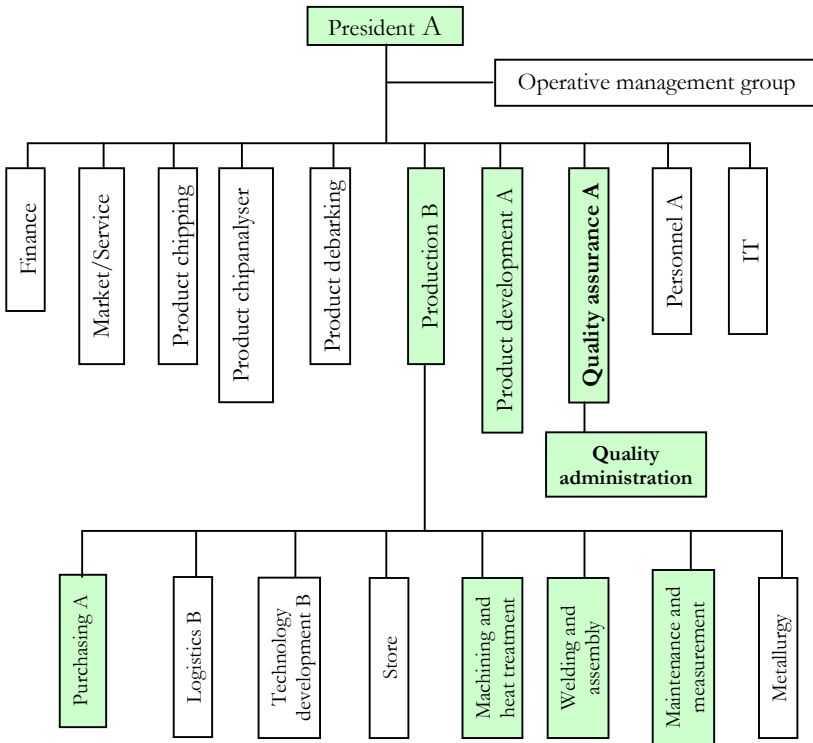 President A
Operative management group
Finance
Market/Service
Product chipping
Product chipanalyser
Product debarking
Production B
Product development A
Quality assurance A
Personnel A
IT
Quality
administration
Purchasing A
Logistics B
Technology
development B
Store
Machining and
heat treatment
Welding and
assembly
Maintenance and
measurement
Metallurgy